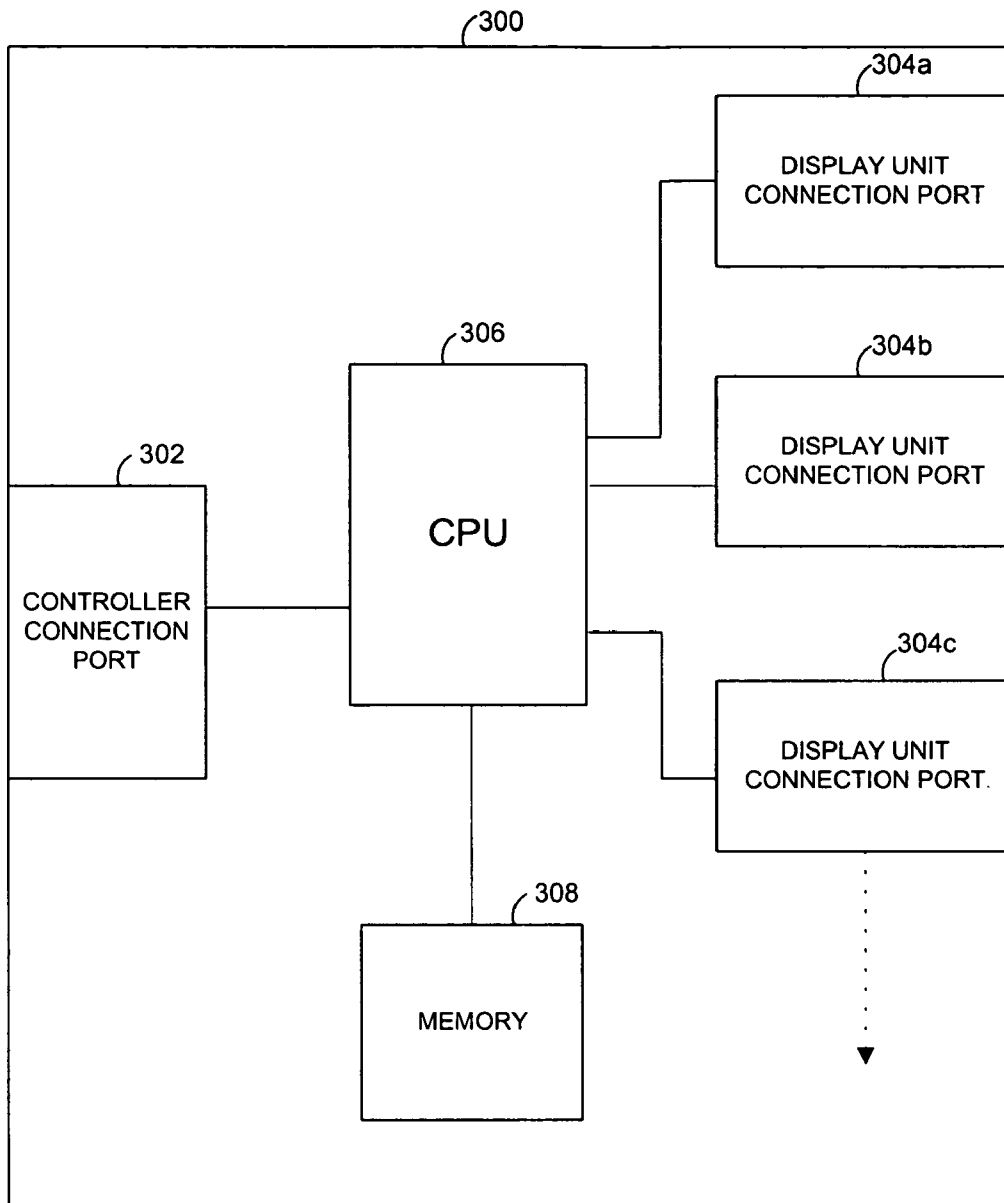 300
304a
DISPLAY UNIT
CONNECTION PORT
306
304b
DISPLAY UNIT
CONNECTION PORT
302
CPU
CONTROLLER
CONNECTION
PORT
304c
DISPLAY UNIT
CONNECTION PORT.
308
MEMORY